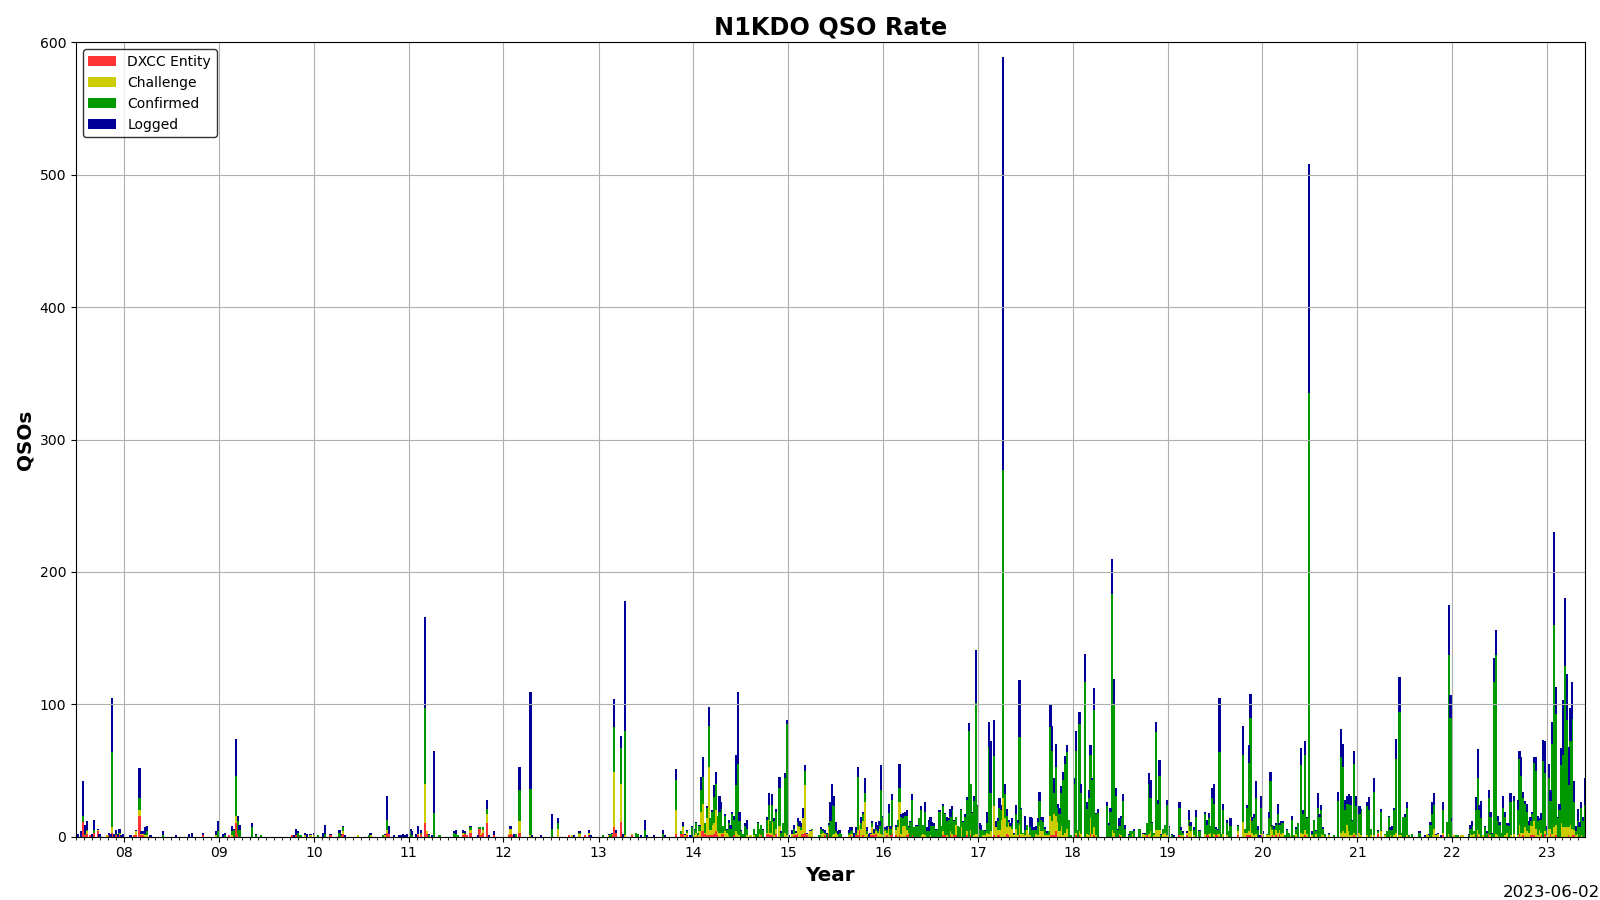 N1KDO QSO Rate
600
500
400
300
200
100
0
DXCC Entity
Challenge
Confirmed
Logged
QSOs
08 09 10 11 12 13 14 15 16 17 18 19 20 21 22 23
Year
2023-06-02